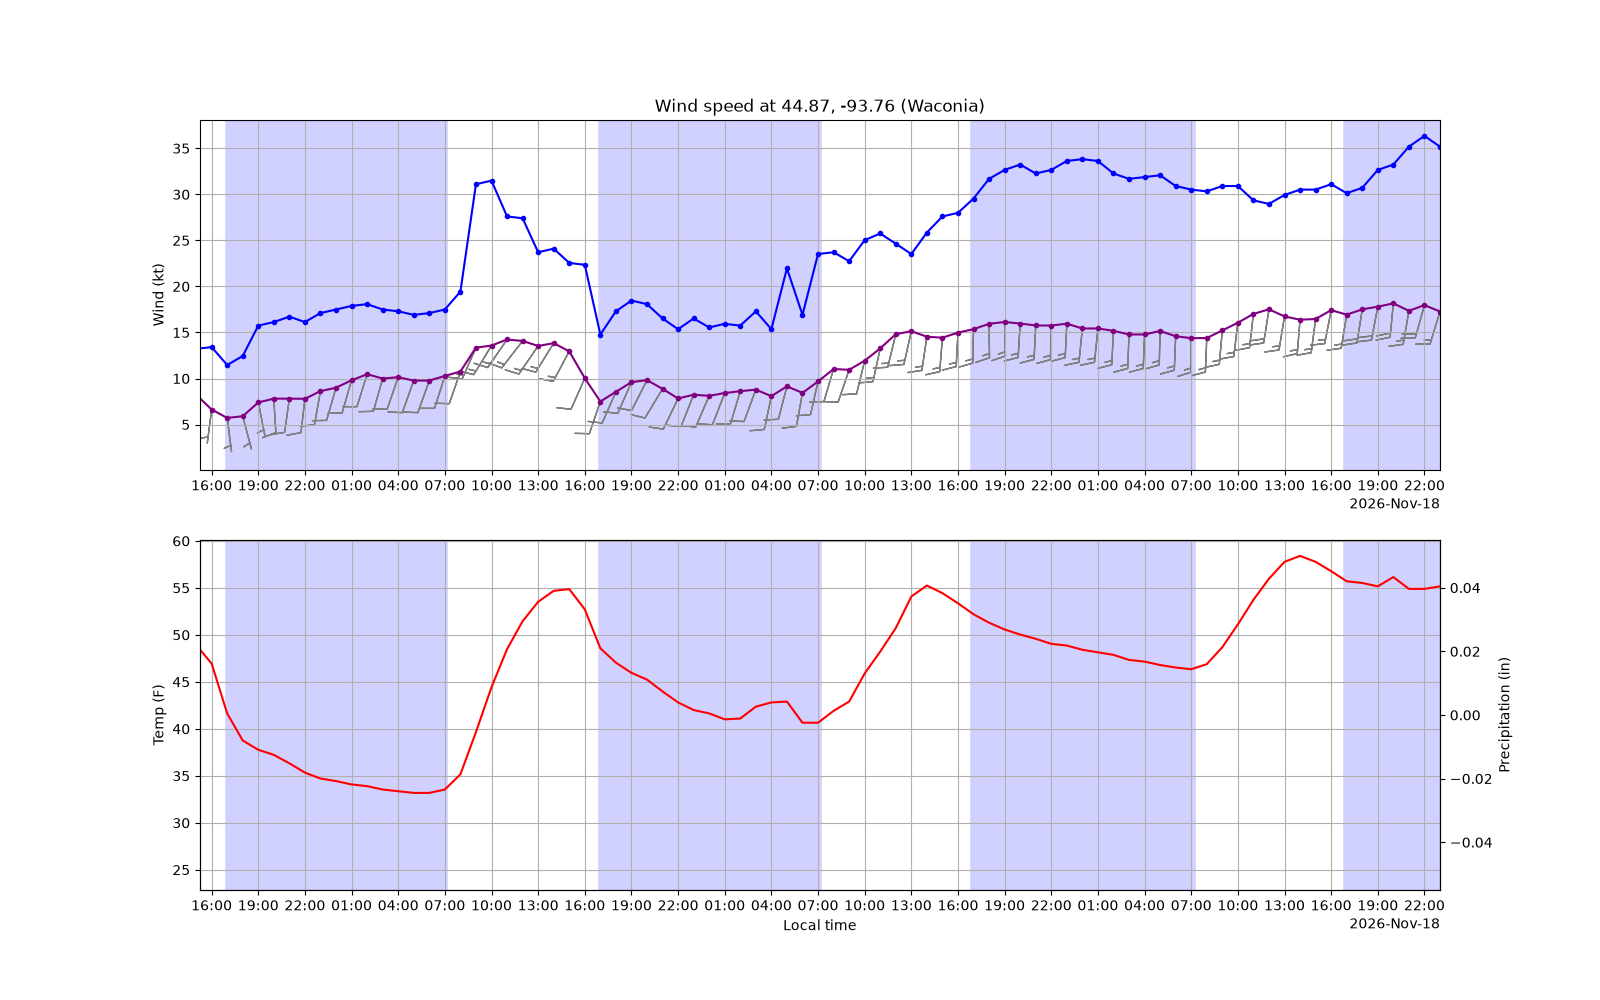 Wind speed at 44.87, -93.76 (Waconia)
35
30
25
20
15
10
5
Wind (kt)
16:00 19:00 22:00 01:00 04:00 07:00 10:00 13:00 16:00 19:00 22:00 01:00 04:00 07:00 10:00 13:00 16:00 19:00 22:00 01:00 04:00 07:00 10:00 13:00 16:00 19:00 22:00
2026-Nov-18
60
55
50
45
40
35
30
25
Temp (F)
0.04
0.02
0.00
−0.02
−0.04
Precipitation (in)
16:00 19:00 22:00 01:00 04:00 07:00 10:00 13:00 16:00 19:00 22:00 01:00 04:00 07:00 10:00 13:00 16:00 19:00 22:00 01:00 04:00 07:00 10:00 13:00 16:00 19:00 22:00
Local time
2026-Nov-18